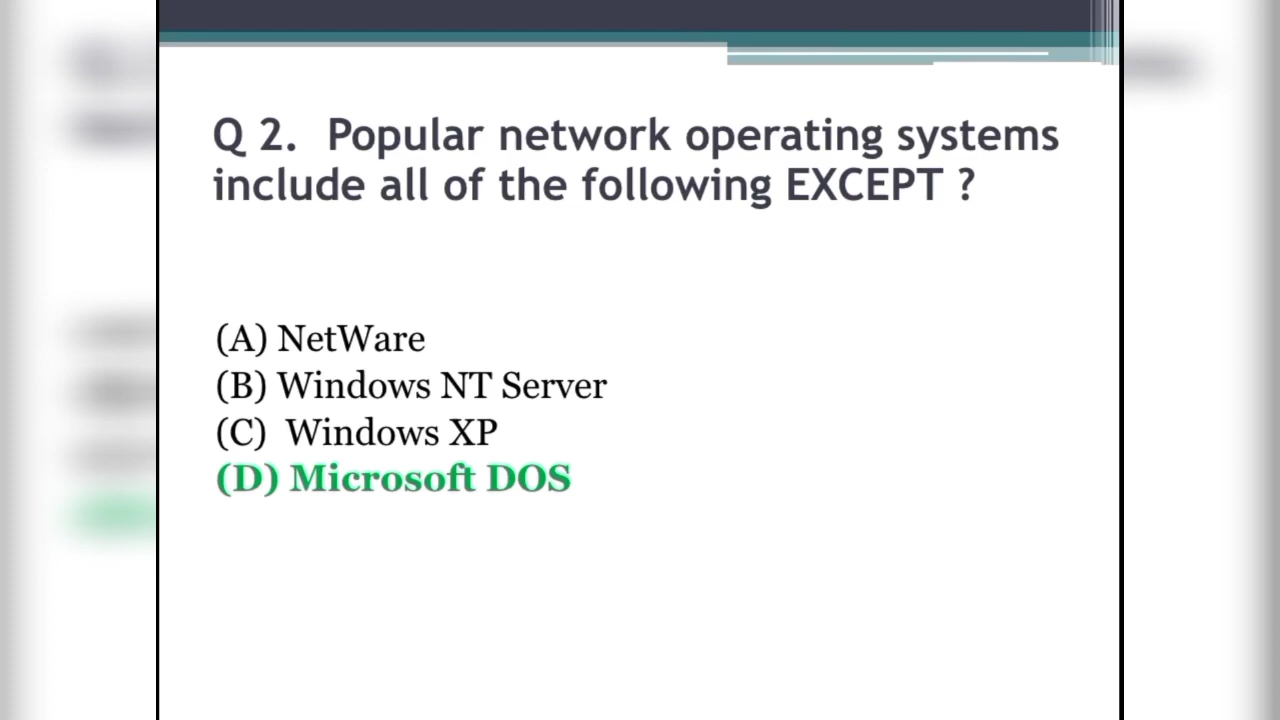 Q 2. Popular network operating systems
include all of the following EXCEPT ?
(A) NetWare
(B) Windows NT Server
(C) Windows XP
(D) Microsoft DOS